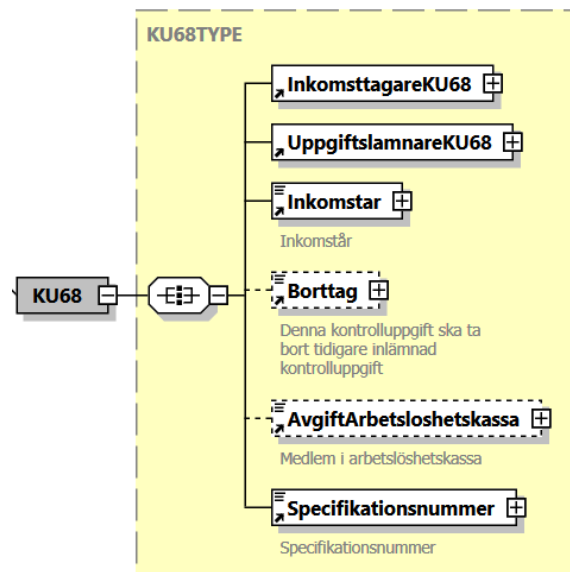 KU68TYPE
InkomsttagareKU68
UppgiftslamnareKU68
Inkomstar
Inkomstår
KU68
Borttag
Denna kontrolluppgift ska ta
bort tidigare inlämnad
kontrolluppgift
AvgiftArbetsloshetskassa
Medlem i arbetslöshetskassa
Specifikationsnummer
Specifikationsnummer